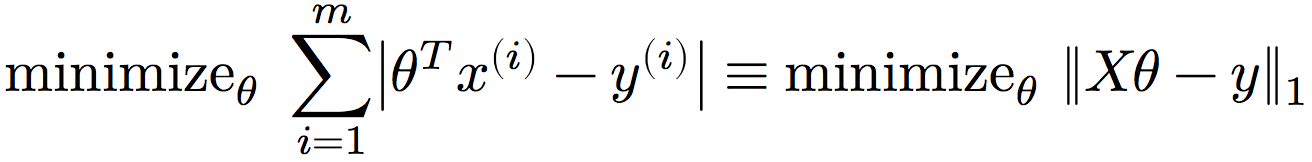 minimize_θ ∑_{i=1}^{m} |θ^T x^{(i)} − y^{(i)}| ≡ minimize_θ ‖Xθ − y‖_1